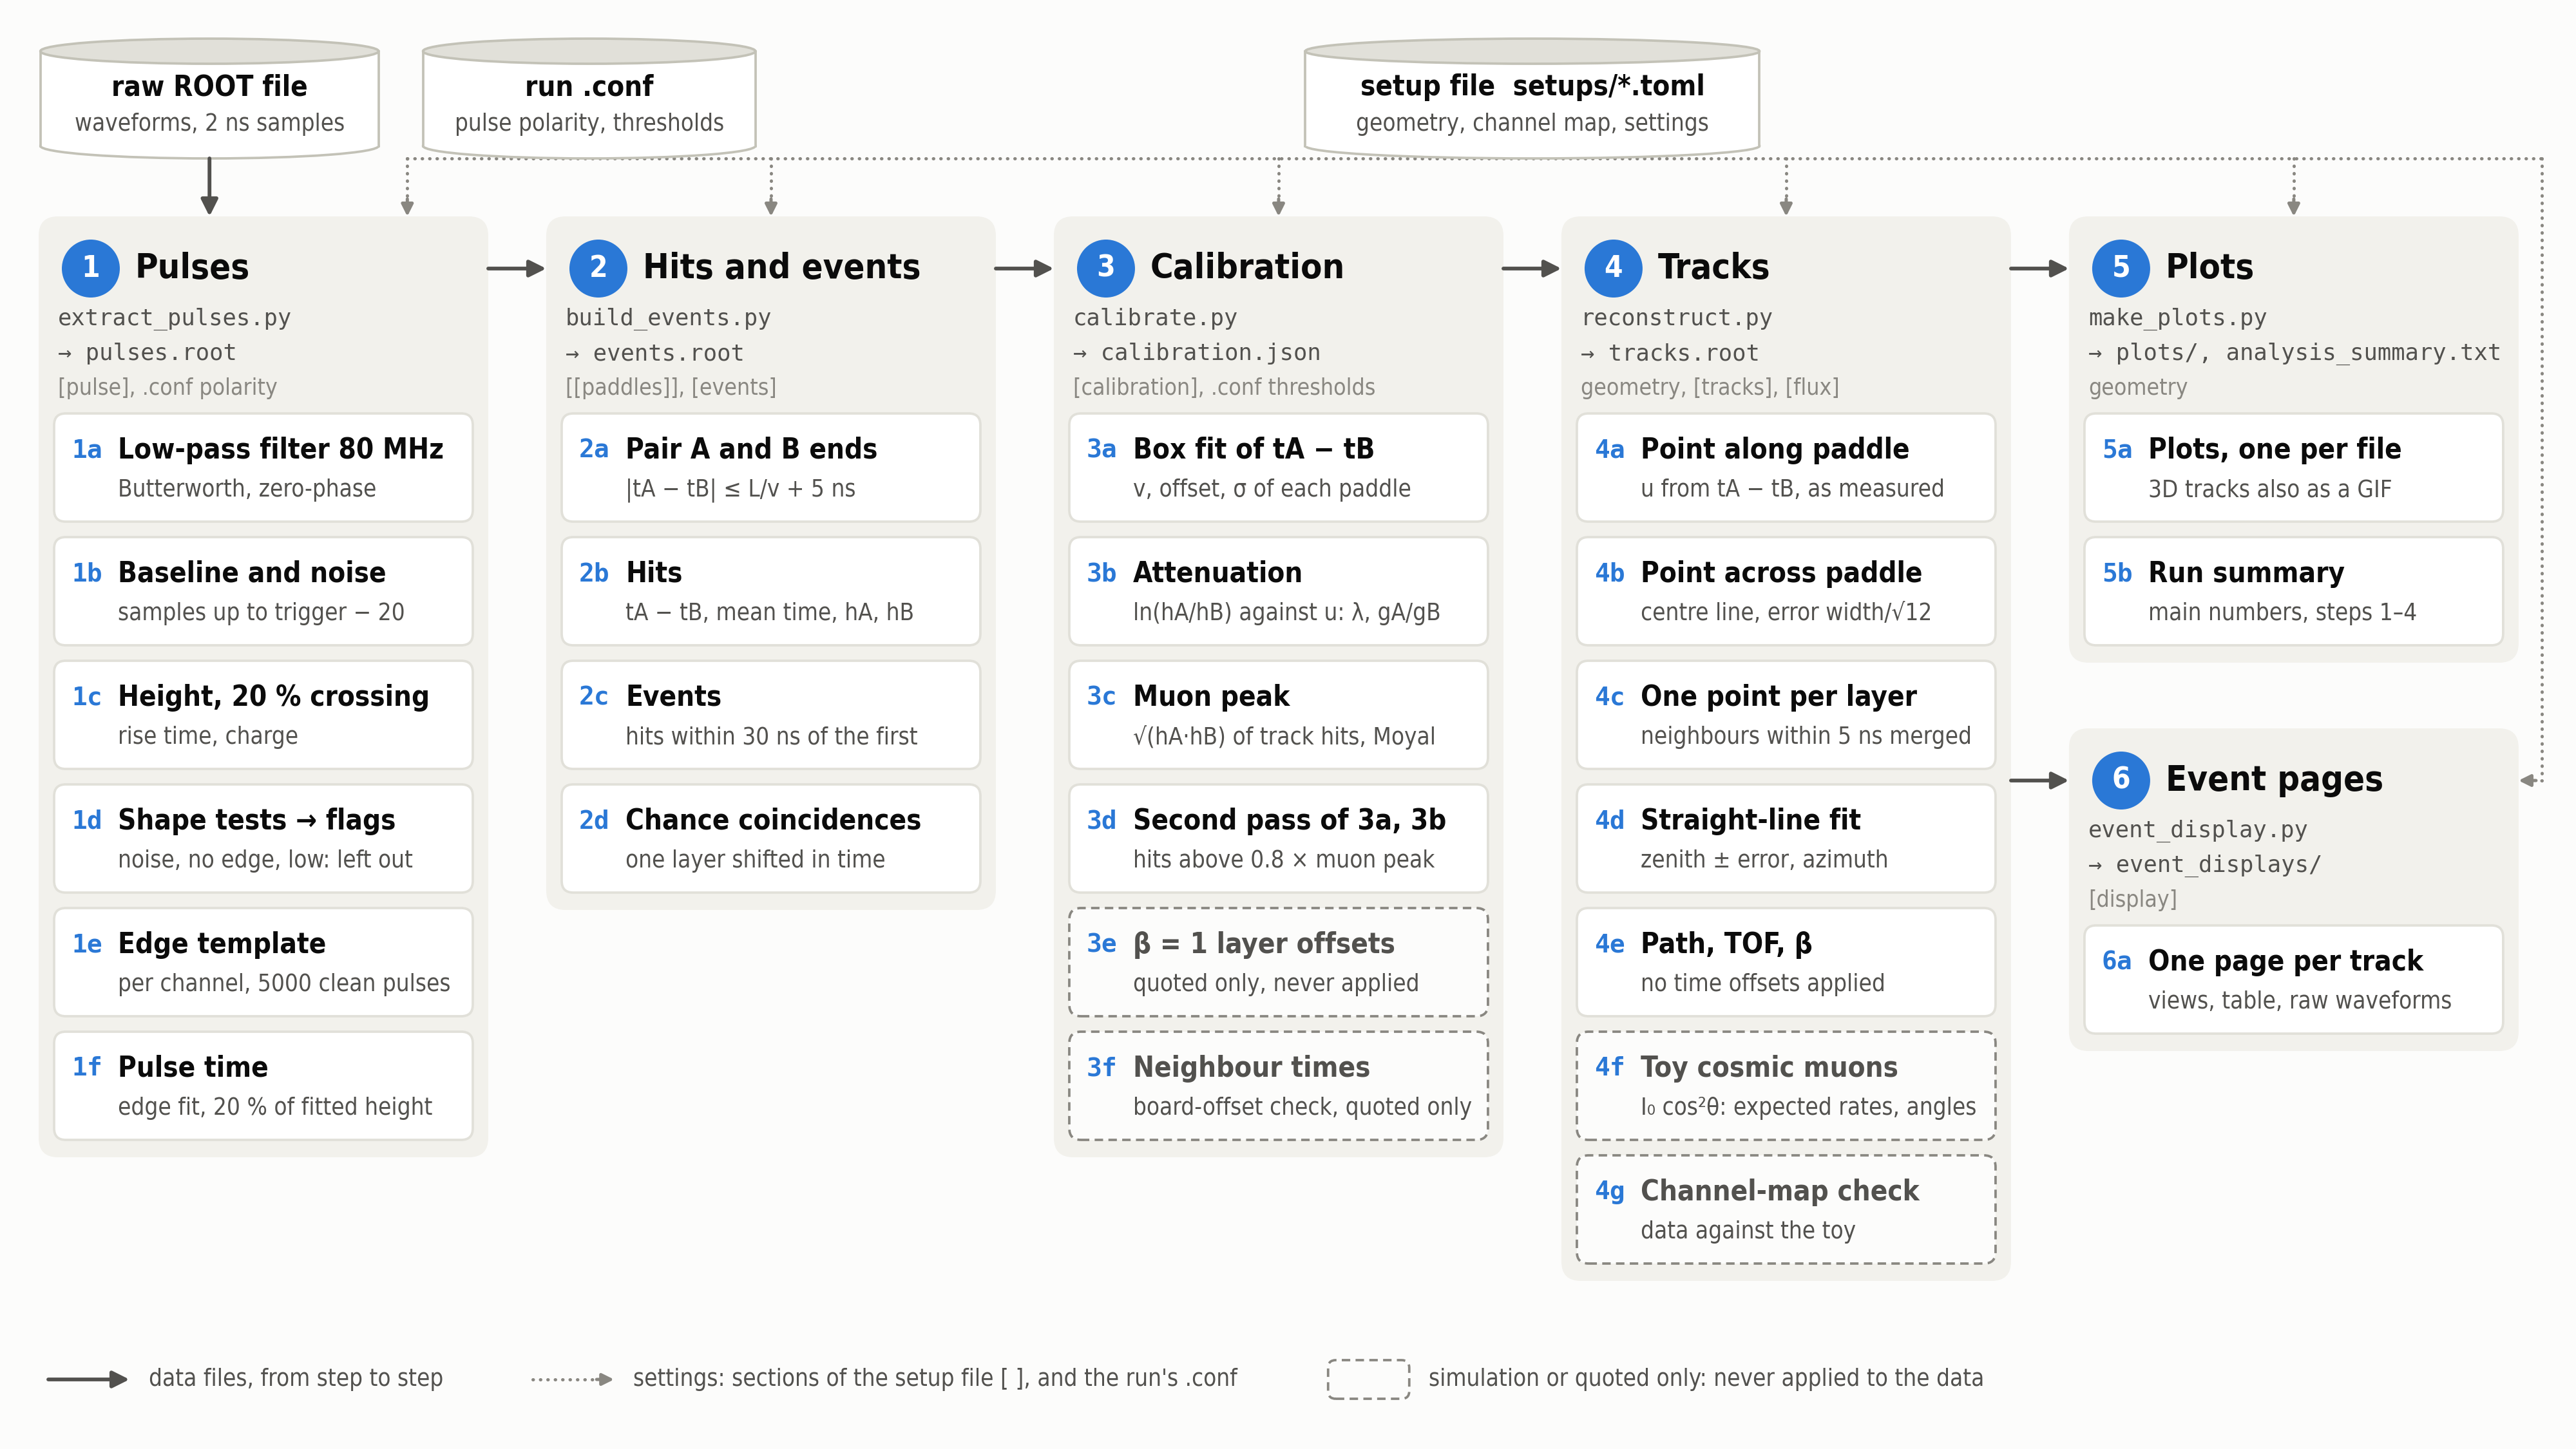 raw ROOT file
waveforms, 2 ns samples
run .conf
pulse polarity, thresholds
setup file  setups/*.toml
geometry, channel map, settings
1 Pulses
extract_pulses.py
→ pulses.root
[pulse], .conf polarity
1a Low-pass filter 80 MHz
Butterworth, zero-phase
1b Baseline and noise
samples up to trigger − 20
1c Height, 20 % crossing
rise time, charge
1d Shape tests → flags
noise, no edge, low: left out
1e Edge template
per channel, 5000 clean pulses
1f Pulse time
edge fit, 20 % of fitted height
2 Hits and events
build_events.py
→ events.root
[[paddles]], [events]
2a Pair A and B ends
|tA − tB| ≤ L/v + 5 ns
2b Hits
tA − tB, mean time, hA, hB
2c Events
hits within 30 ns of the first
2d Chance coincidences
one layer shifted in time
3 Calibration
calibrate.py
→ calibration.json
[calibration], .conf thresholds
3a Box fit of tA − tB
v, offset, σ of each paddle
3b Attenuation
ln(hA/hB) against u: λ, gA/gB
3c Muon peak
√(hA·hB) of track hits, Moyal
3d Second pass of 3a, 3b
hits above 0.8 × muon peak
3e β = 1 layer offsets
quoted only, never applied
3f Neighbour times
board-offset check, quoted only
4 Tracks
reconstruct.py
→ tracks.root
geometry, [tracks], [flux]
4a Point along paddle
u from tA − tB, as measured
4b Point across paddle
centre line, error width/√12
4c One point per layer
neighbours within 5 ns merged
4d Straight-line fit
zenith ± error, azimuth
4e Path, TOF, β
no time offsets applied
4f Toy cosmic muons
I₀ cos²θ: expected rates, angles
4g Channel-map check
data against the toy
5 Plots
make_plots.py
→ plots/, analysis_summary.txt
geometry
5a Plots, one per file
3D tracks also as a GIF
5b Run summary
main numbers, steps 1–4
6 Event pages
event_display.py
→ event_displays/
[display]
6a One page per track
views, table, raw waveforms
data files, from step to step
settings: sections of the setup file [ ], and the run's .conf
simulation or quoted only: never applied to the data